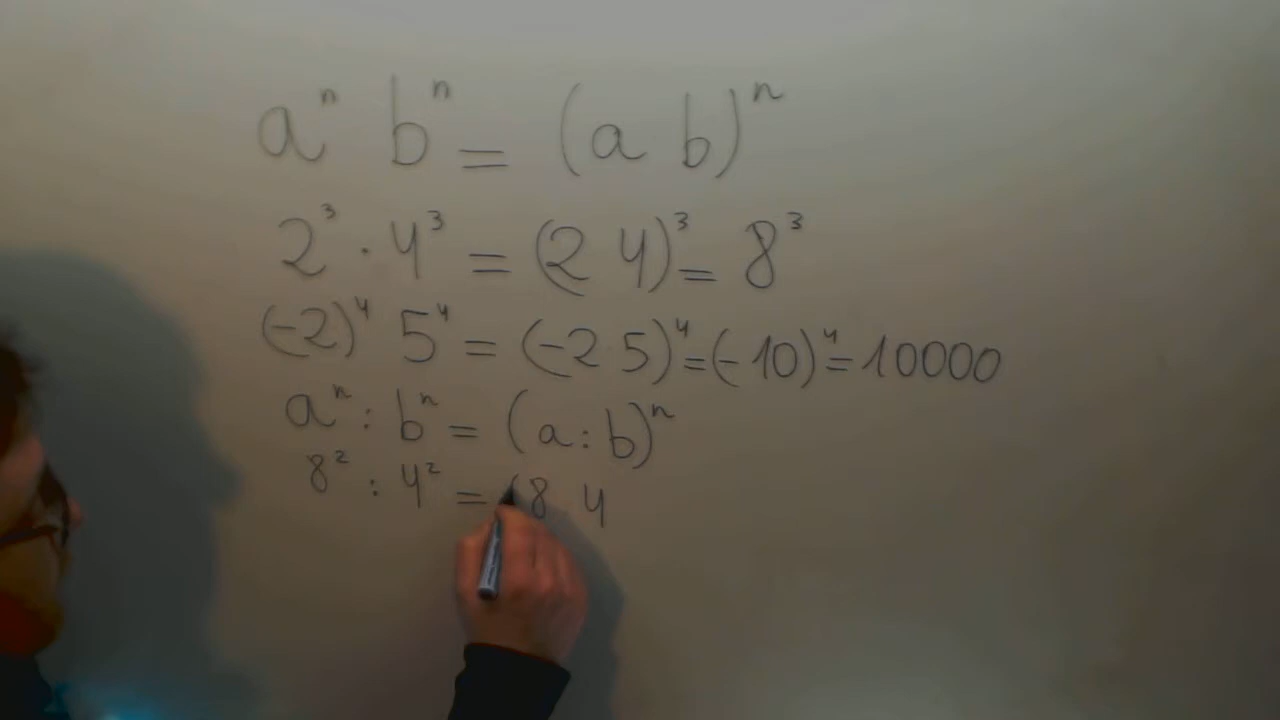 aⁿ bⁿ = (a b)ⁿ
2³ · 4³ = (2 4)³ = 8³
(-2)⁴ 5⁴ = (-2 5)⁴ = (-10)⁴ = 10000
aⁿ : bⁿ = (a : b)ⁿ
8² : 4² = (8 4